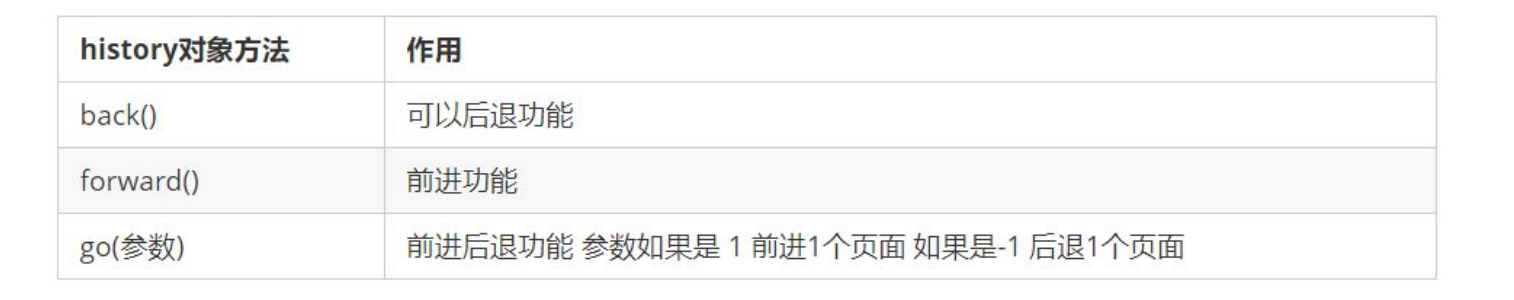 history对象方法 作用
back() 可以后退功能
forward() 前进功能
go(参数) 前进后退功能 参数如果是 1 前进1个页面 如果是-1 后退1个页面